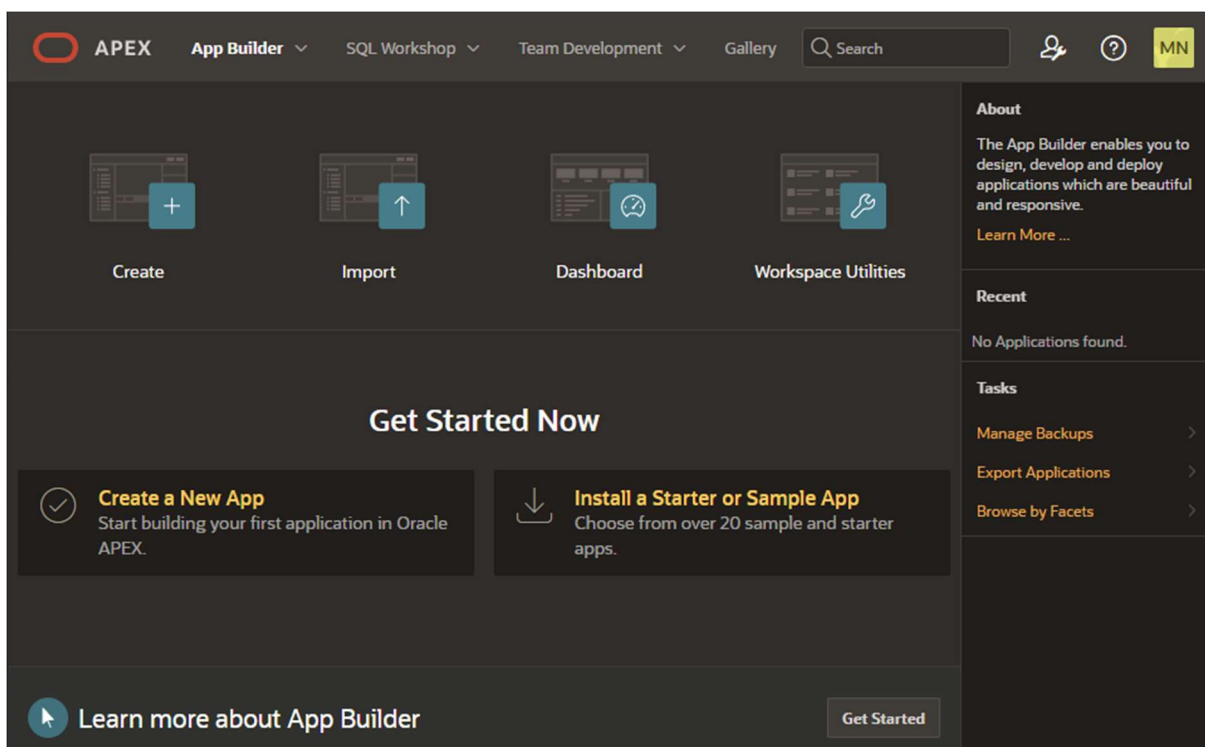 APEX App Builder SQL Workshop Team Development Gallery Search ? MN
Create Import Dashboard Workspace Utilities
Get Started Now
Create a New App
Start building your first application in Oracle
APEX.
Install a Starter or Sample App
Choose from over 20 sample and starter
apps.
Learn more about App Builder
Get Started
About
The App Builder enables you to
design, develop and deploy
applications which are beautiful
and responsive.
Learn More ...
Recent
No Applications found.
Tasks
Manage Backups
Export Applications
Browse by Facets